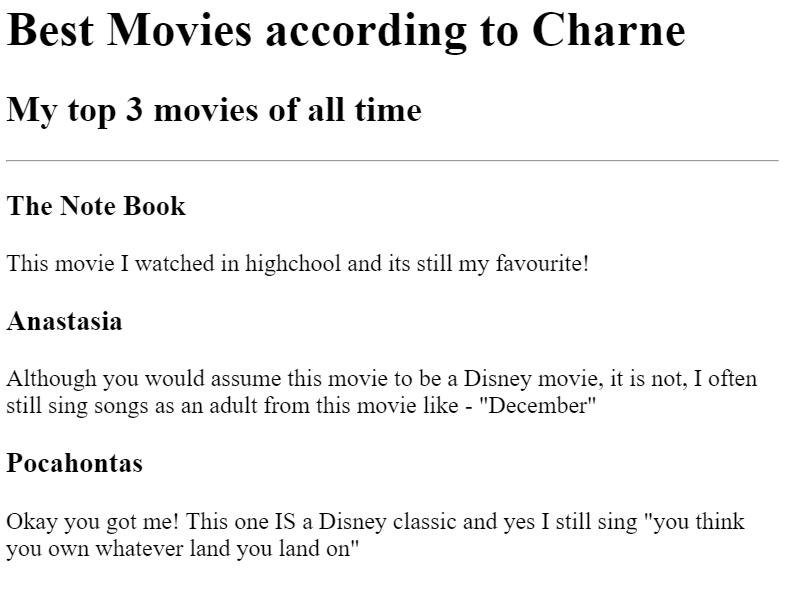 Best Movies according to Charne
My top 3 movies of all time
The Note Book
This movie I watched in highchool and its still my favourite!
Anastasia
Although you would assume this movie to be a Disney movie, it is not, I often
still sing songs as an adult from this movie like - "December"
Pocahontas
Okay you got me! This one IS a Disney classic and yes I still sing "you think
you own whatever land you land on"